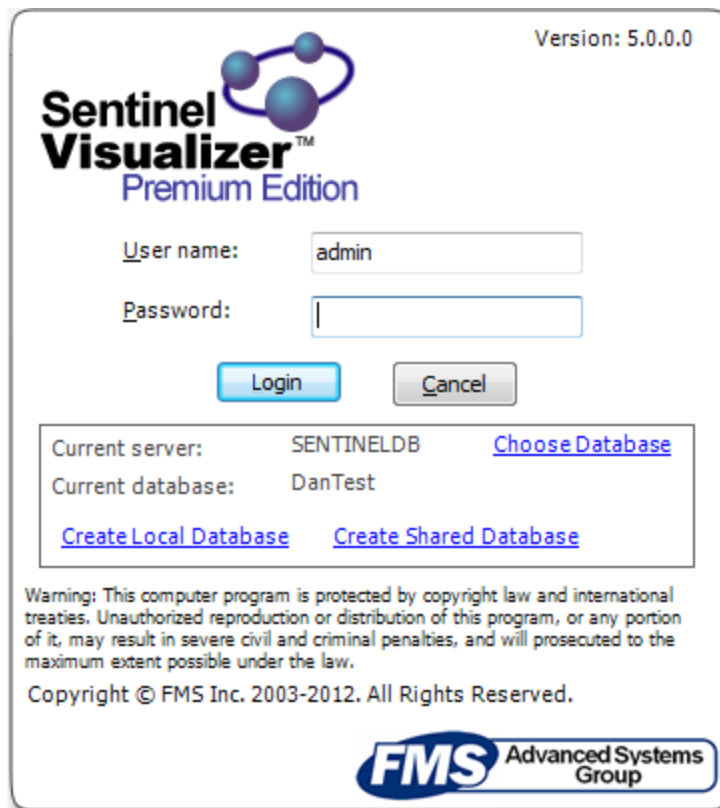 Version: 5.0.0.0
Sentinel
Visualizer™
Premium Edition
User name: admin
Password:
Login Cancel
Current server: SENTINELDB Choose Database
Current database: DanTest
Create Local Database Create Shared Database
Warning: This computer program is protected by copyright law and international
treaties. Unauthorized reproduction or distribution of this program, or any portion
of it, may result in severe civil and criminal penalties, and will prosecuted to the
maximum extent possible under the law.
Copyright © FMS Inc. 2003-2012. All Rights Reserved.
FMS Advanced Systems
Group